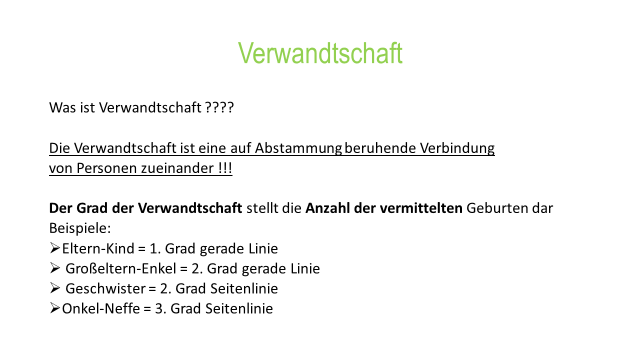 Verwandtschaft
Was ist Verwandtschaft ????
Die Verwandtschaft ist eine auf Abstammung beruhende Verbindung
von Personen zueinander !!!
Der Grad der Verwandtschaft stellt die Anzahl der vermittelten Geburten dar
Beispiele:
➢Eltern-Kind = 1. Grad gerade Linie
➢ Großeltern-Enkel = 2. Grad gerade Linie
➢ Geschwister = 2. Grad Seitenlinie
➢Onkel-Neffe = 3. Grad Seitenlinie